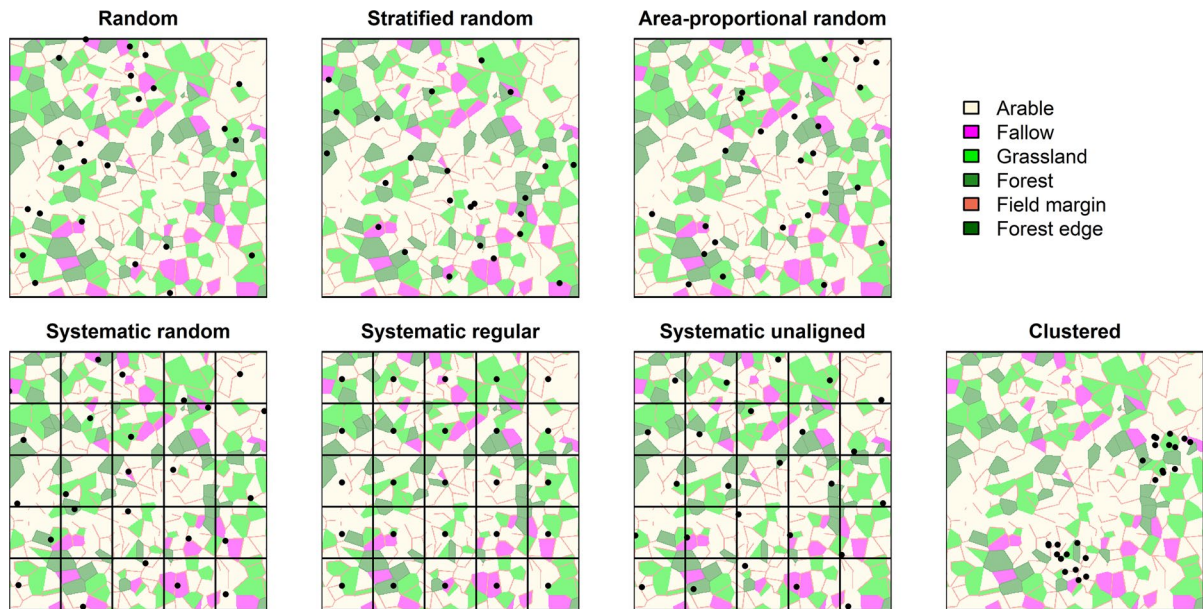 Random
Stratified random
Area-proportional random
Arable
Fallow
Grassland
Forest
Field margin
Forest edge
Systematic random
Systematic regular
Systematic unaligned
Clustered